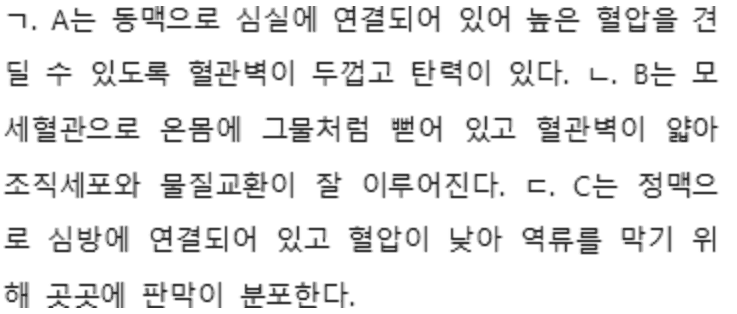 ㄱ. A는 동맥으로 심실에 연결되어 있어 높은 혈압을 견
딜 수 있도록 혈관벽이 두껍고 탄력이 있다. ㄴ. B는 모
세혈관으로 온몸에 그물처럼 뻗어 있고 혈관벽이 얇아
조직세포와 물질교환이 잘 이루어진다. ㄷ. C는 정맥으
로 심방에 연결되어 있고 혈압이 낮아 역류를 막기 위
해 곳곳에 판막이 분포한다.